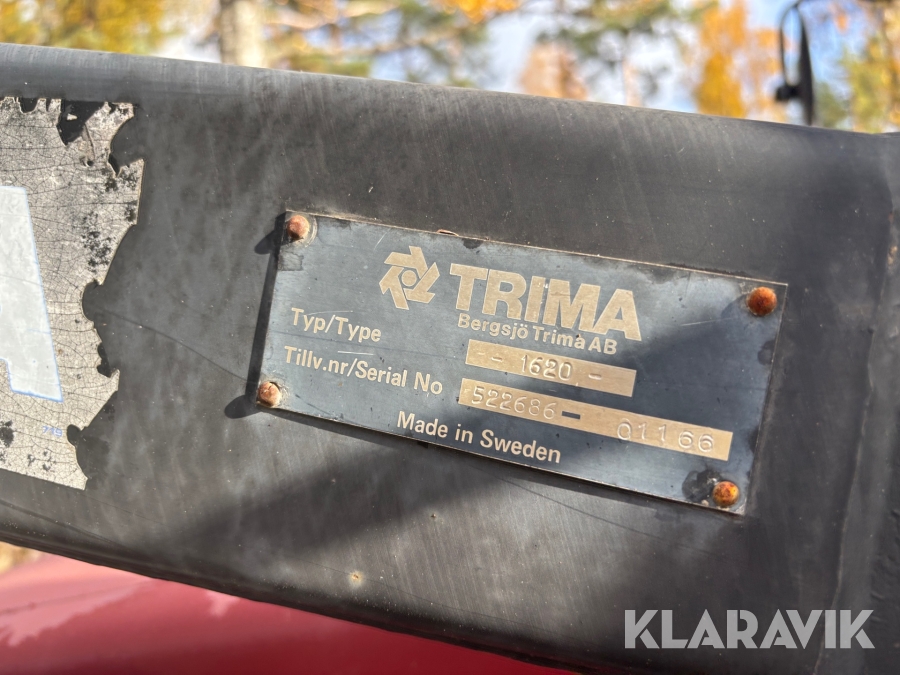 TRIMA
Bergsjö Trima AB
Typ/Type -- 1620 -
Tillv.nr/Serial No 522686- 01166
Made in Sweden
KLARAVIK